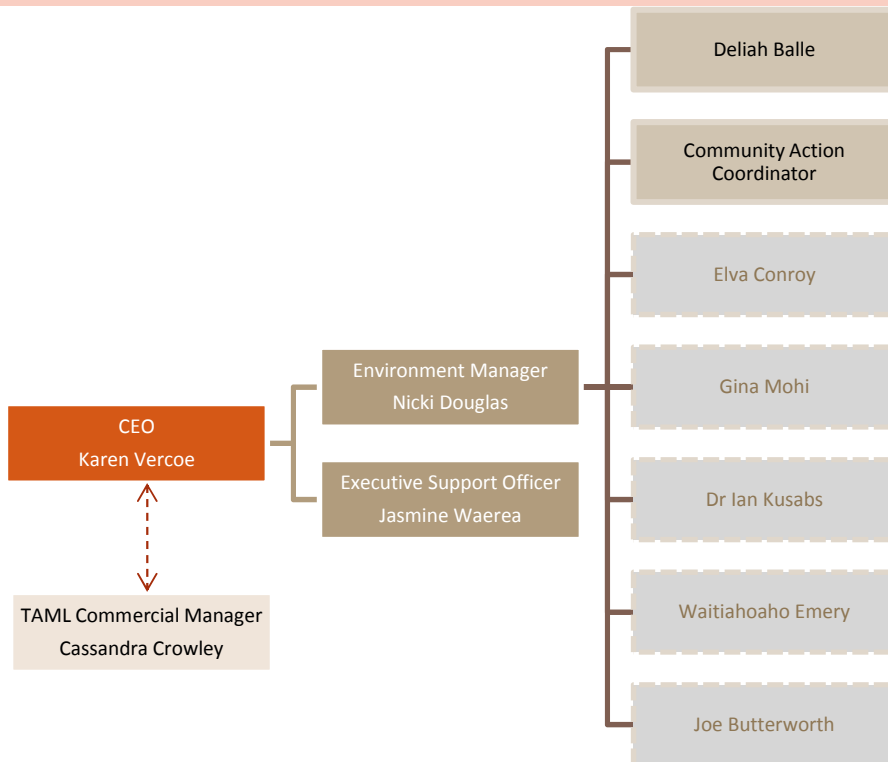 CEO
Karen Vercoe
TAML Commercial Manager
Cassandra Crowley
Environment Manager
Nicki Douglas
Executive Support Officer
Jasmine Waerea
Deliah Balle
Community Action
Coordinator
Elva Conroy
Gina Mohi
Dr Ian Kusabs
Waitiahoaho Emery
Joe Butterworth